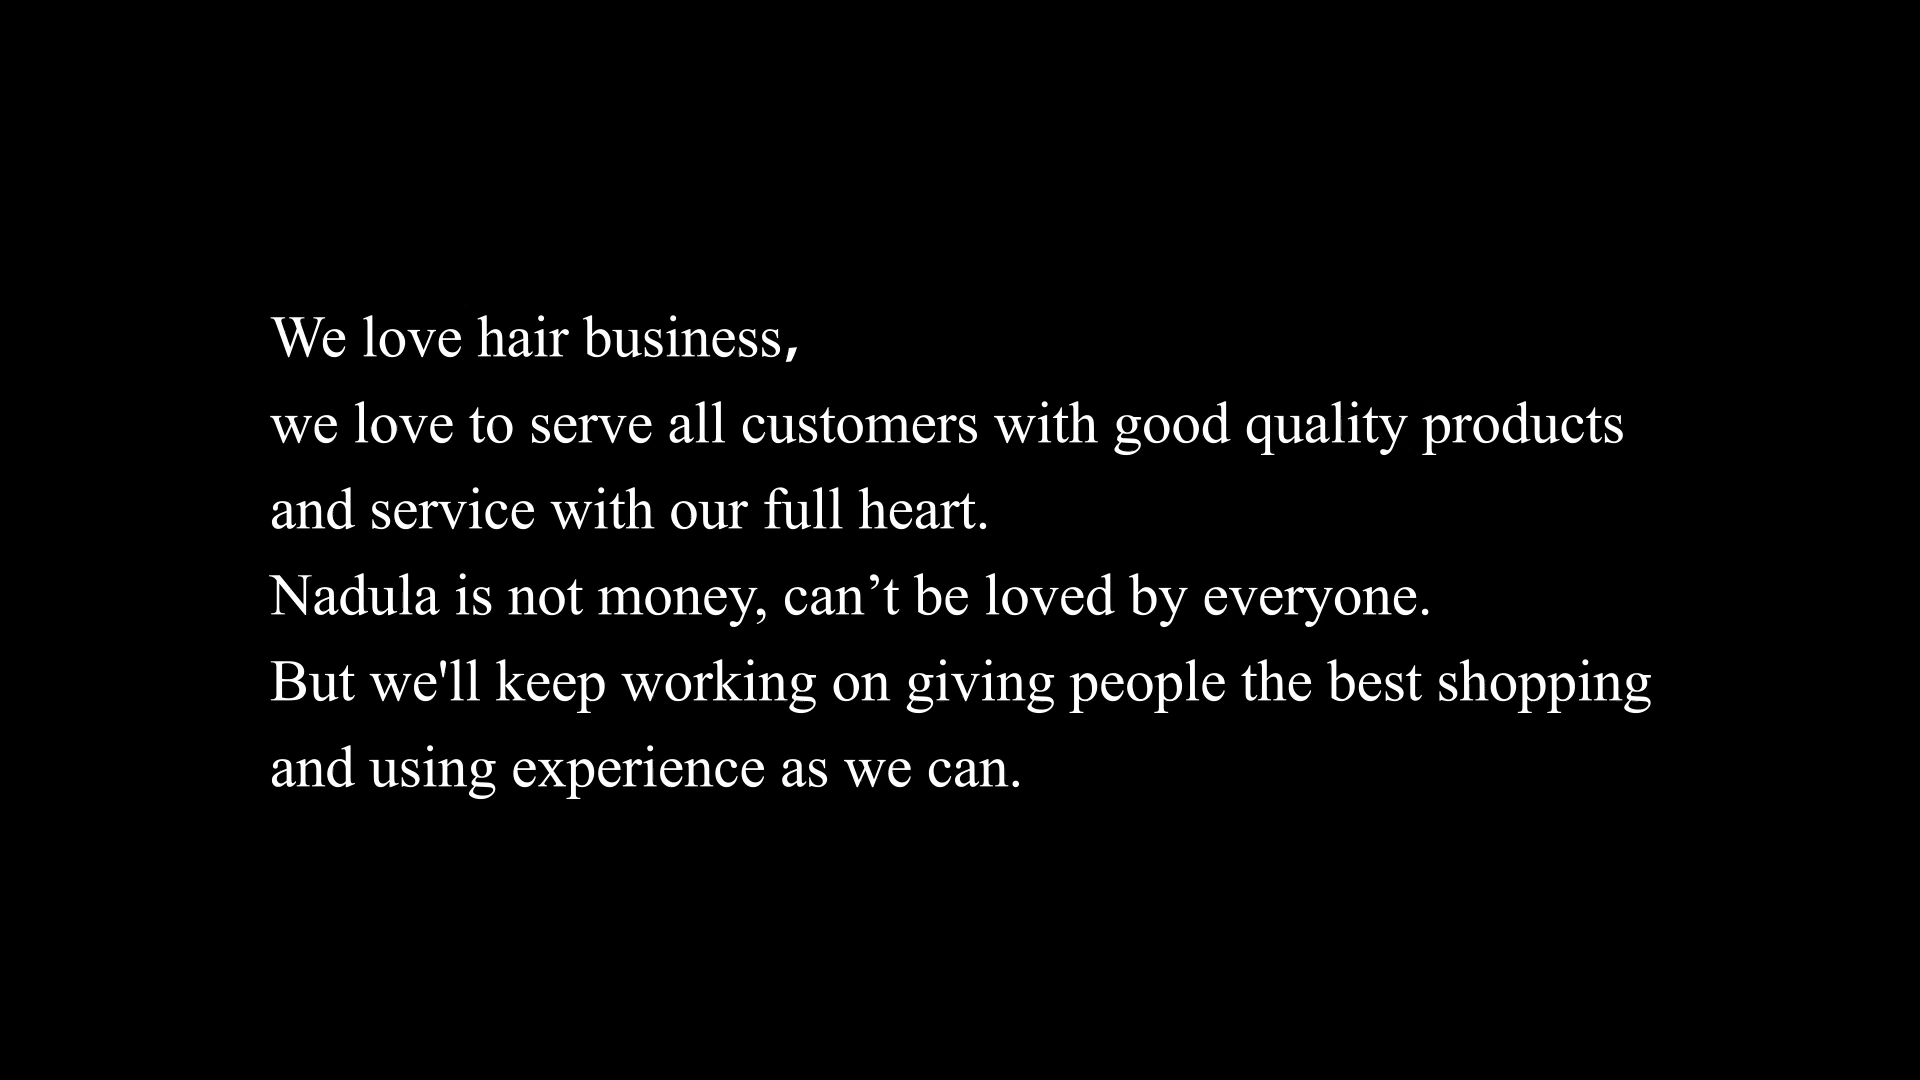 We love hair business,
we love to serve all customers with good quality products
and service with our full heart.
Nadula is not money, can’t be loved by everyone.
But we'll keep working on giving people the best shopping
and using experience as we can.